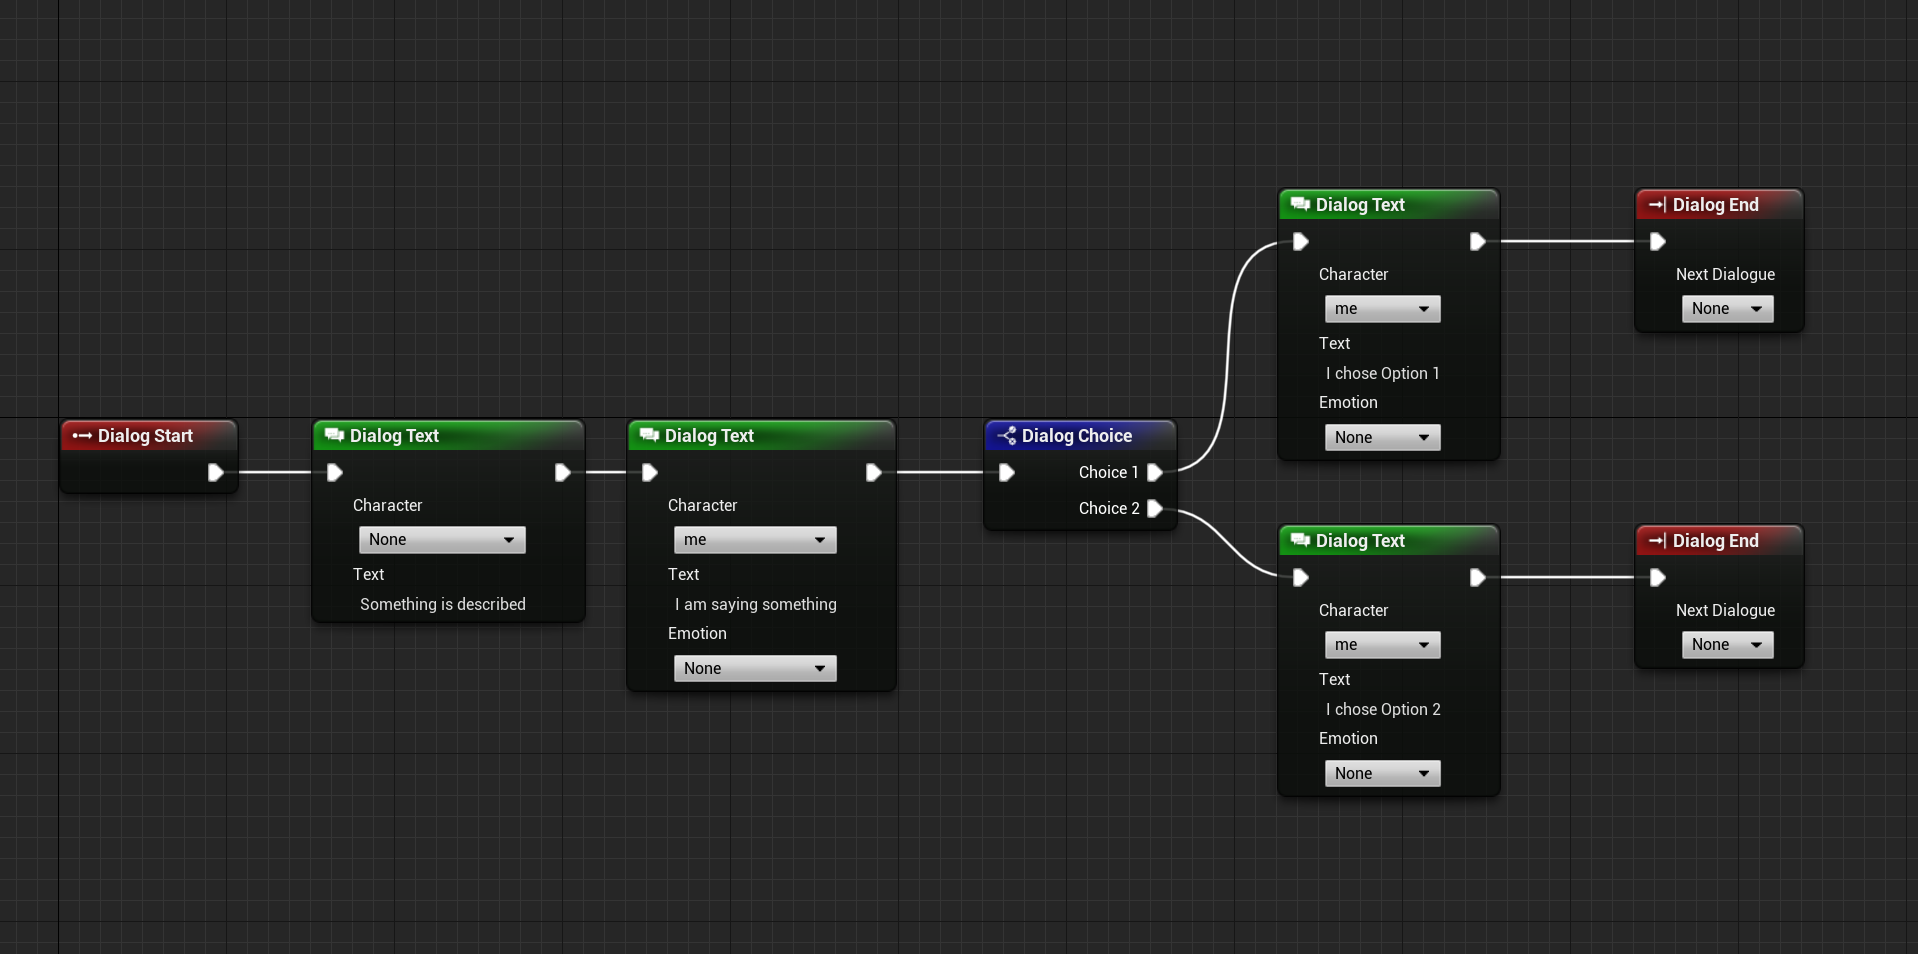 Dialog Start
Dialog Text
Character
None
Text
Something is described
Dialog Text
Character
me
Text
I am saying something
Emotion
None
Dialog Choice
Choice 1
Choice 2
Dialog Text
Character
me
Text
I chose Option 1
Emotion
None
Dialog End
Next Dialogue
None
Dialog Text
Character
me
Text
I chose Option 2
Emotion
None
Dialog End
Next Dialogue
None